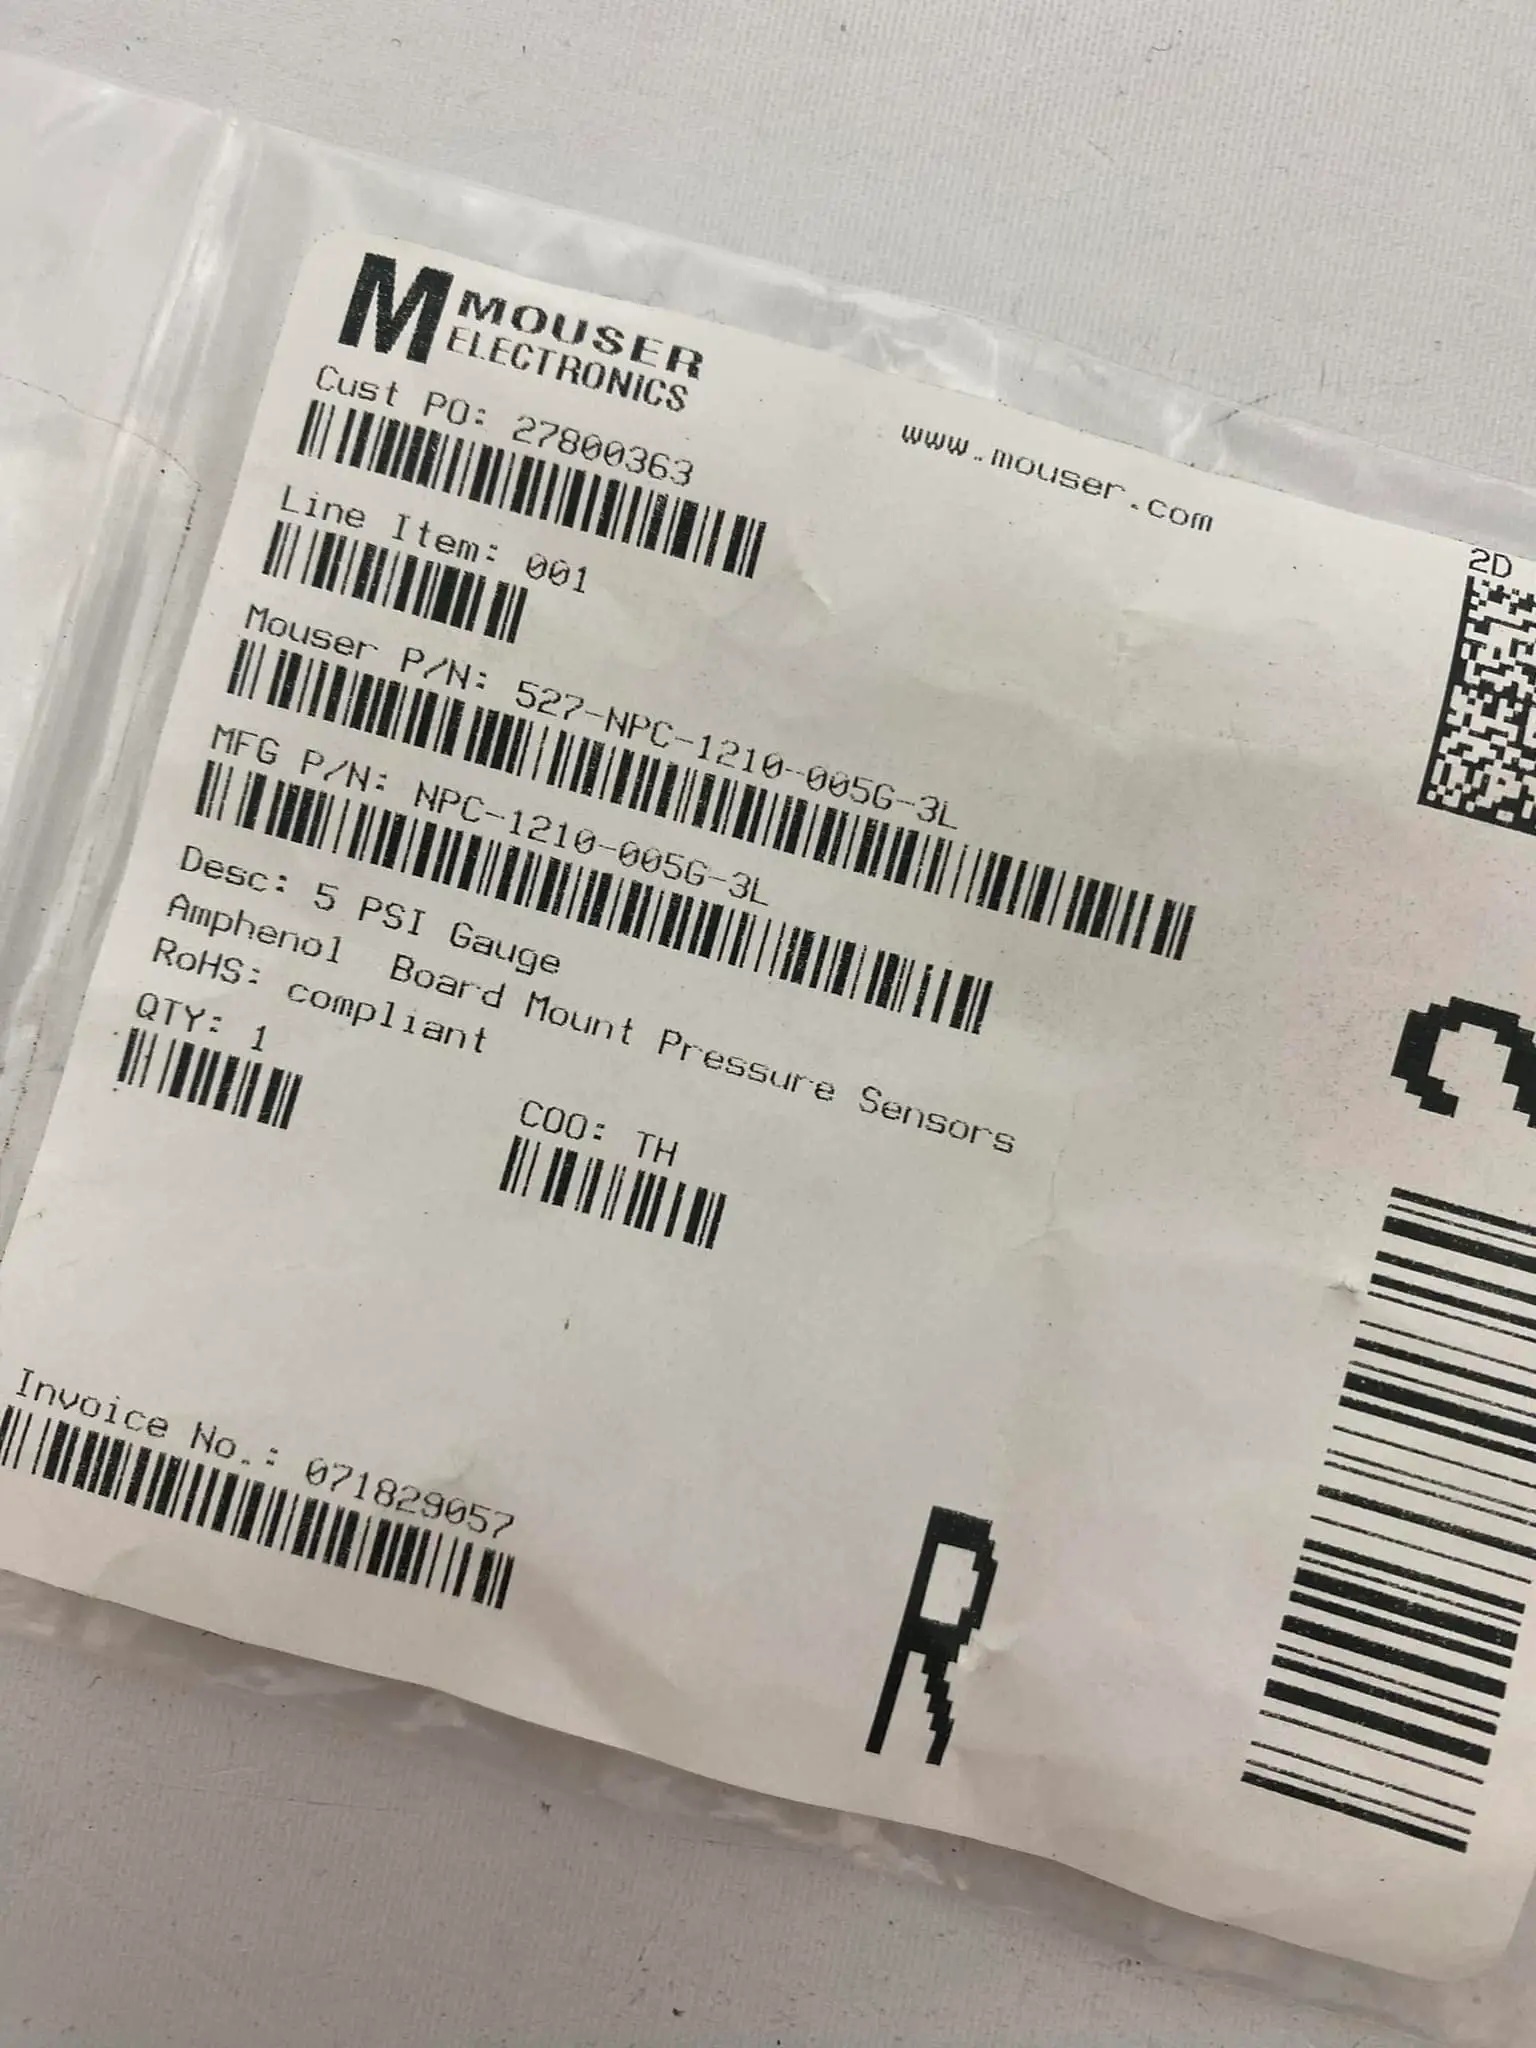 M MOUSER
ELECTRONICS
www.mouser.com
Cust PO: 27800363
Line Item: 001
Mouser P/N: 527-NPC-1210-005G-3L
MFG P/N: NPC-1210-005G-3L
Desc: 5 PSI Gauge
Amphenol Board Mount Pressure Sensors
RoHS: compliant
QTY: 1
COO: TH
Invoice No.: 071829057
R
2D